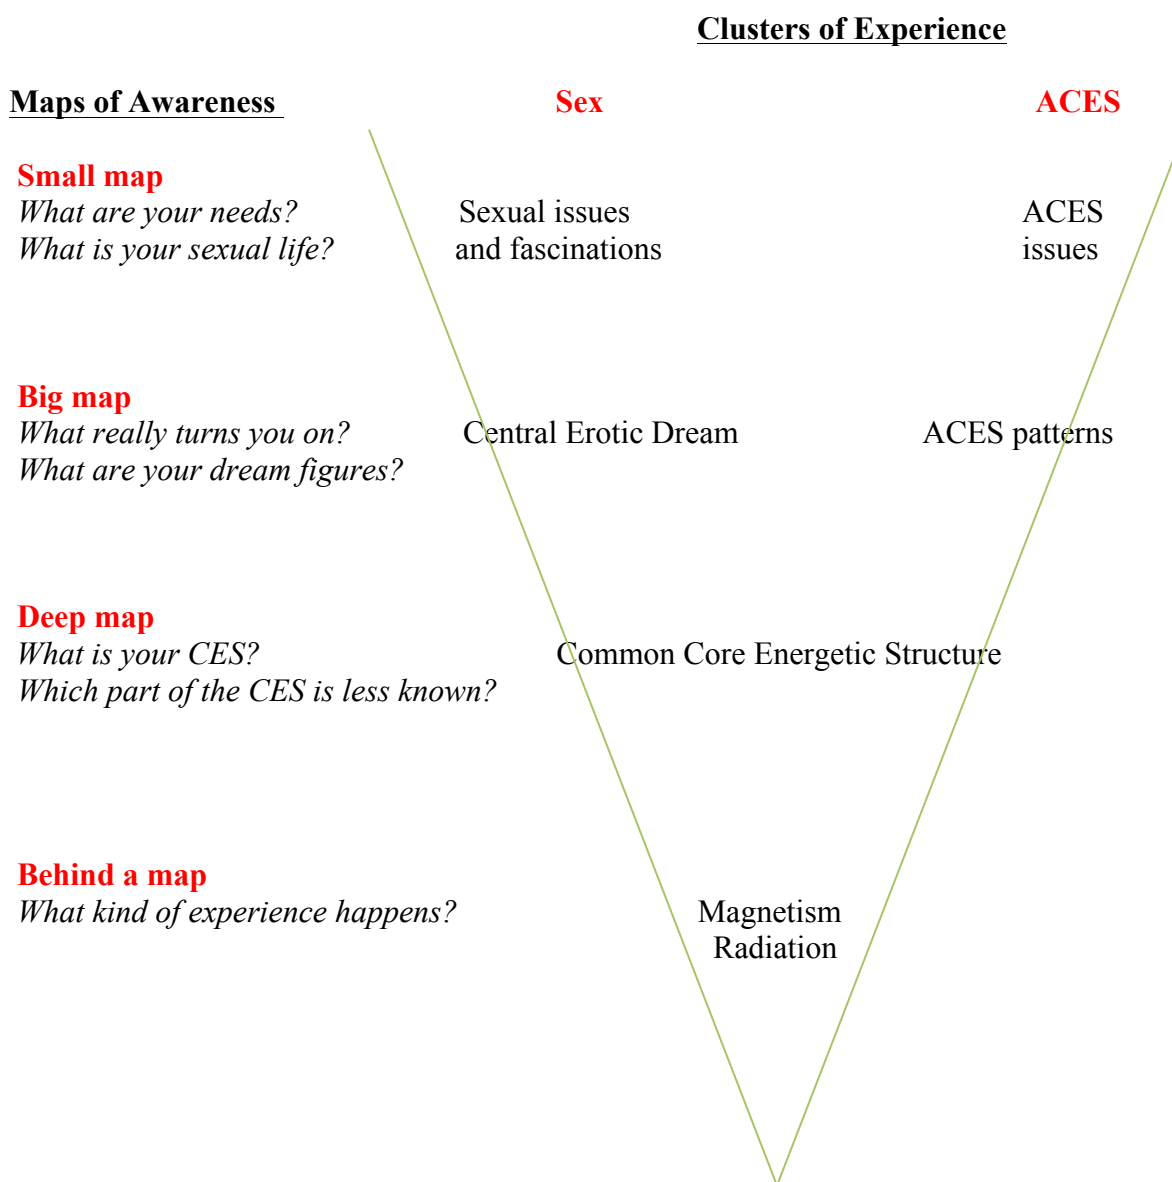 Clusters of Experience
Maps of Awareness Sex ACES
Small map
What are your needs? Sexual issues ACES
What is your sexual life? and fascinations issues
Big map
What really turns you on? Central Erotic Dream ACES patterns
What are your dream figures?
Deep map
What is your CES? Common Core Energetic Structure
Which part of the CES is less known?
Behind a map
What kind of experience happens? Magnetism
Radiation